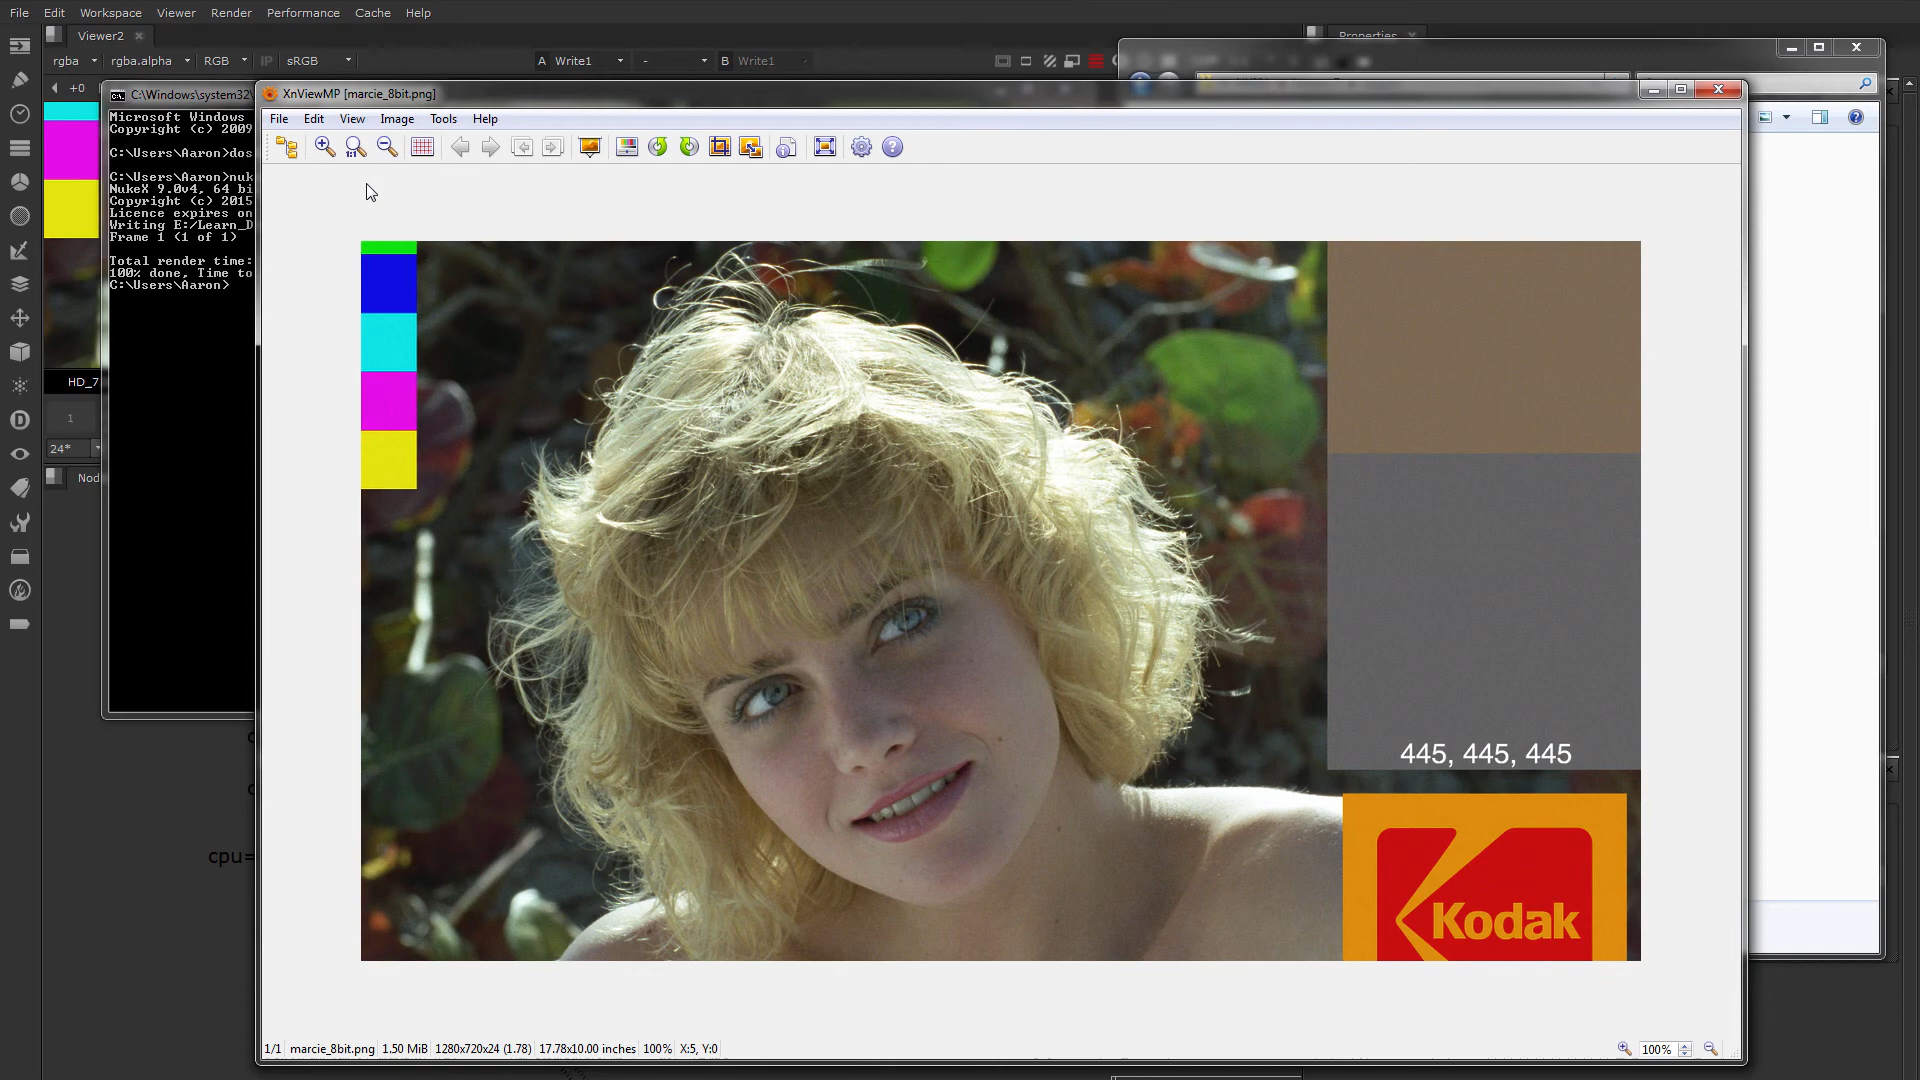 File Edit Workspace Viewer Render Performance Cache Help
Viewer2
Properties
rgba rgba.alpha RGB IP sRGB A Write1 - B Write1
+0
C:\Windows\system32\
XnViewMP [marcie_8bit.png]
File Edit View Image Tools Help
Microsoft Windows
Copyright (c) 2009
C:\Users\Aaron>dos
C:\Users\Aaron>nuk
NukeX 9.0v4, 64 bi
Copyright (c) 2015
Licence expires on
Writing E:/Learn_D
Frame 1 (1 of 1)
Total render time:
100% done, Time to
C:\Users\Aaron>
HD_7
1
24*
Nod
cpu=
445, 445, 445
Kodak
1/1 marcie_8bit.png 1.50 MiB 1280x720x24 (1.78) 17.78x10.00 inches 100% X:5, Y:0
100%